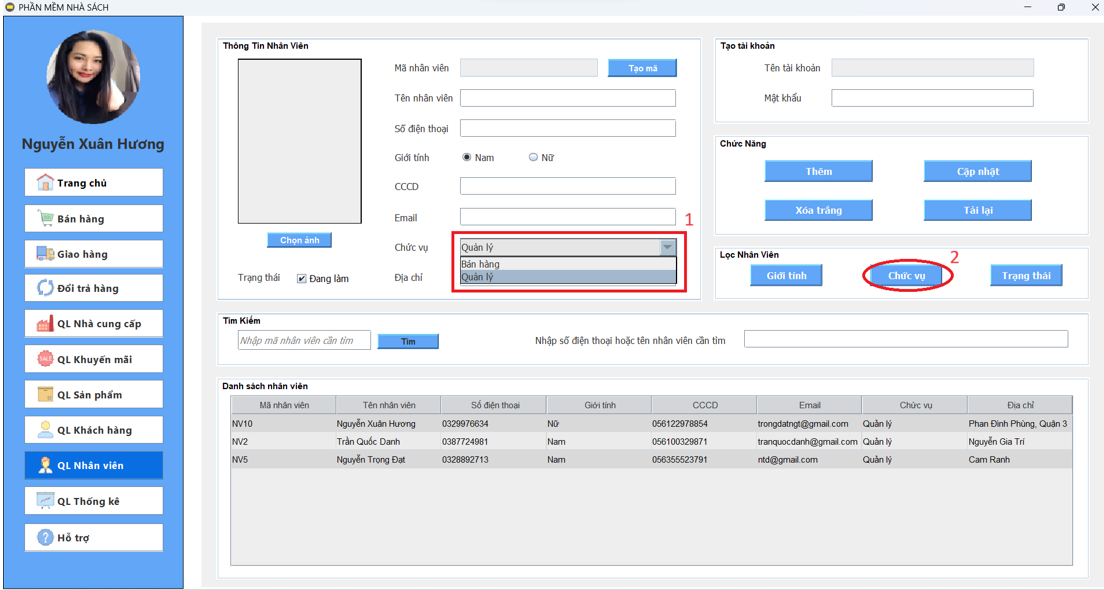 PHẦN MỀM NHÀ SÁCH
Nguyễn Xuân Hương
Trang chủ
Bán hàng
Giao hàng
Đổi trả hàng
QL Nhà cung cấp
SALE
QL Khuyến mãi
QL Sản phẩm
QL Khách hàng
QL Nhân viên
QL Thống kê
Hỗ trợ
Thông Tin Nhân Viên
Mã nhân viên
Tạo mã
Tên nhân viên
Số điện thoại
Giới tính
Nam
Nữ
CCCD
Email
1
Chọn ảnh
Chức vụ
Quản lý
Bán hàng
Quản lý
Trạng thái
Đang làm
Địa chỉ
Tạo tài khoản
Tên tài khoản
Mật khẩu
Chức Năng
Thêm
Cập nhật
Xóa trắng
Tải lại
Lọc Nhân Viên
2
Giới tính
Chức vụ
Trạng thái
Tìm Kiếm
Nhập mã nhân viên cần tìm
Tìm
Nhập số điện thoại hoặc tên nhân viên cần tìm
Danh sách nhân viên
Mã nhân viên Tên nhân viên Số điện thoại Giới tính CCCD Email Chức vụ Địa chỉ
NV10 Nguyễn Xuân Hương 0329976634 Nữ 056122978854 trongdatngt@gmail.com Quản lý Phan Đình Phùng, Quận 3
NV2 Trần Quốc Danh 0387724981 Nam 056100329871 tranquocdanh@gmail.com Quản lý Nguyễn Gia Trí
NV5 Nguyễn Trọng Đạt 0328892713 Nam 056355523791 ntd@gmail.com Quản lý Cam Ranh